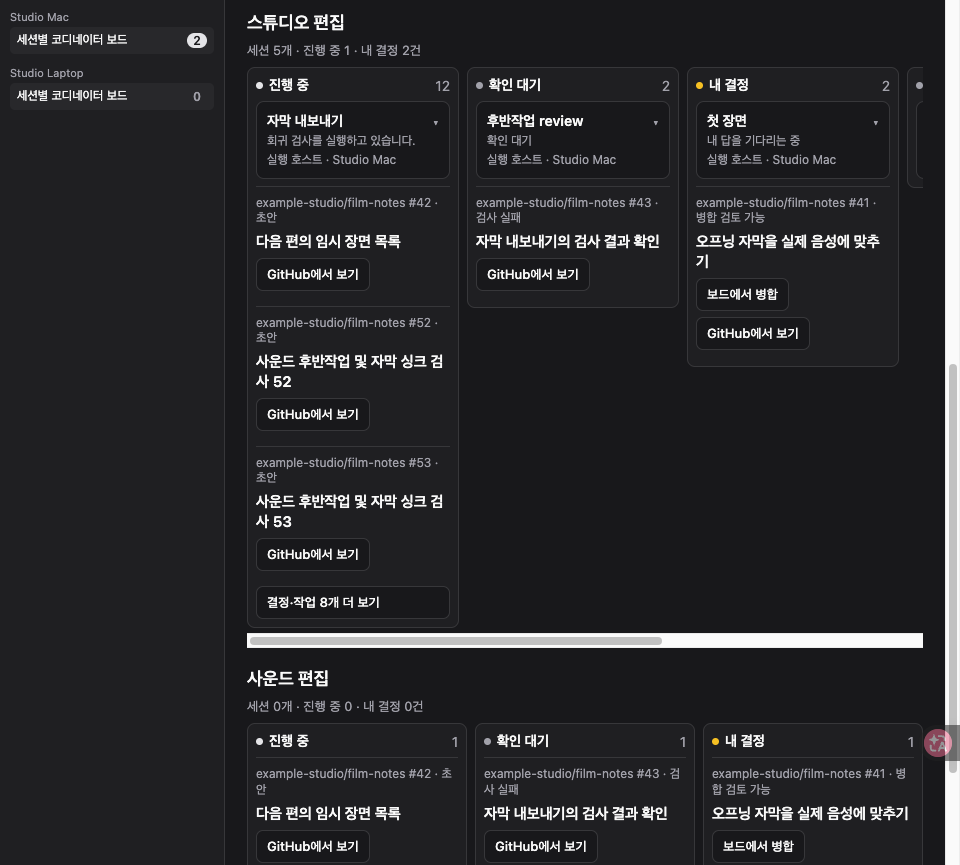 Studio Mac
세션별 코디네이터 보드 2
Studio Laptop
세션별 코디네이터 보드 0
스튜디오 편집
세션 5개 · 진행 중 1 · 내 결정 2건
진행 중 12
자막 내보내기
회귀 검사를 실행하고 있습니다.
실행 호스트 · Studio Mac
example-studio/film-notes #42 ·
초안
다음 편의 임시 장면 목록
GitHub에서 보기
example-studio/film-notes #52 ·
초안
사운드 후반작업 및 자막 싱크 검
사 52
GitHub에서 보기
example-studio/film-notes #53 ·
초안
사운드 후반작업 및 자막 싱크 검
사 53
GitHub에서 보기
결정·작업 8개 더 보기
확인 대기 2
후반작업 review
확인 대기
실행 호스트 · Studio Mac
example-studio/film-notes #43 ·
검사 실패
자막 내보내기의 검사 결과 확인
GitHub에서 보기
내 결정 2
첫 장면
내 답을 기다리는 중
실행 호스트 · Studio Mac
example-studio/film-notes #41 ·
병합 검토 가능
오프닝 자막을 실제 음성에 맞추
기
보드에서 병합
GitHub에서 보기
사운드 편집
세션 0개 · 진행 중 0 · 내 결정 0건
진행 중 1
example-studio/film-notes #42 · 초
안
다음 편의 임시 장면 목록
GitHub에서 보기
확인 대기 1
example-studio/film-notes #43 · 검
사 실패
자막 내보내기의 검사 결과 확인
GitHub에서 보기
내 결정 1
example-studio/film-notes #41 · 병
합 검토 가능
오프닝 자막을 실제 음성에 맞추기
보드에서 병합